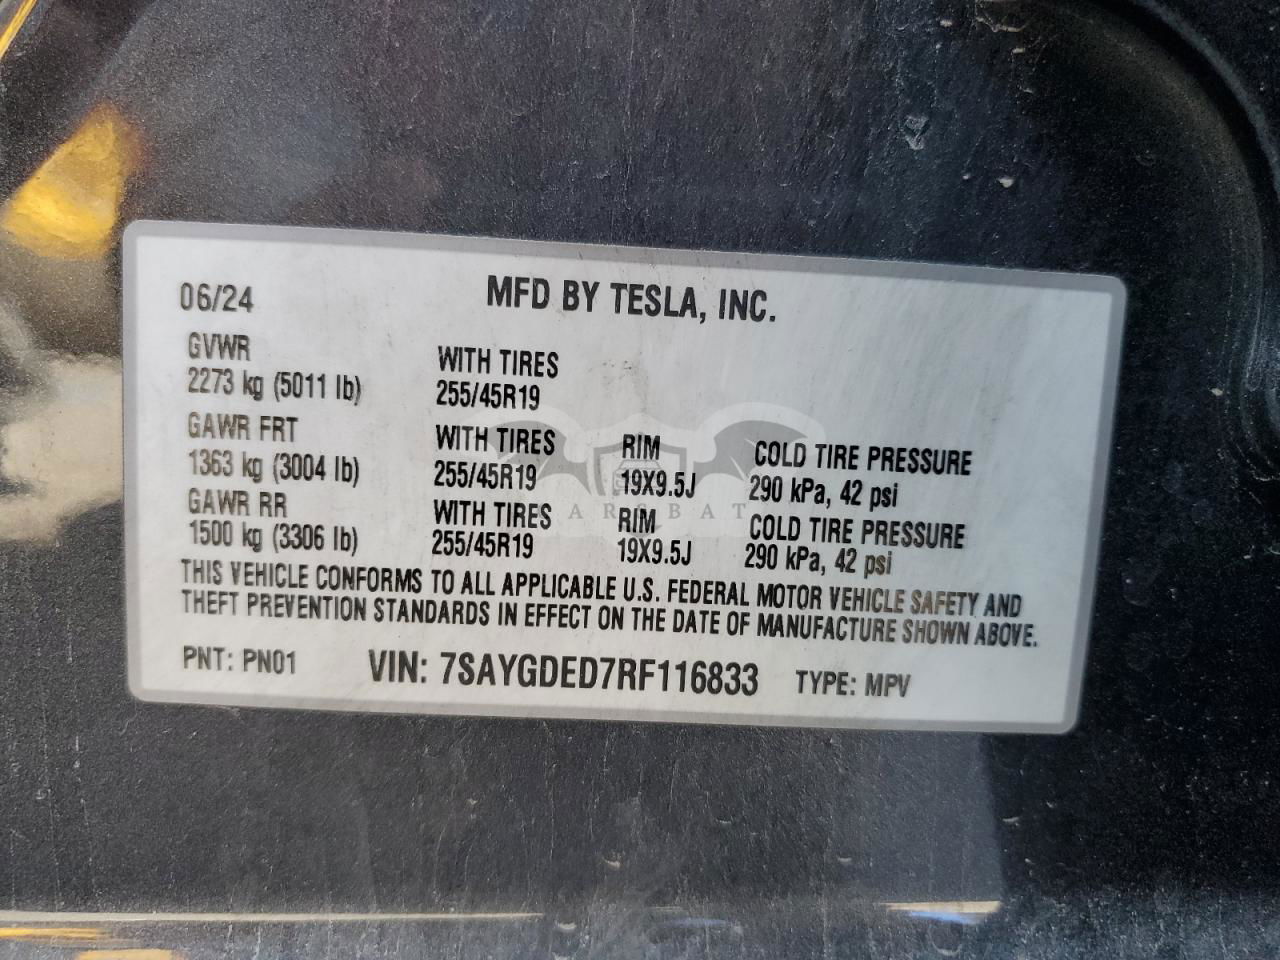 06/24 MFD BY TESLA, INC.
GVWR WITH TIRES
2273 kg (5011 lb) 255/45R19
GAWR FRT WITH TIRES RIM COLD TIRE PRESSURE
1363 kg (3004 lb) 255/45R19 19X9.5J 290 kPa, 42 psi
GAWR RR WITH TIRES RIM COLD TIRE PRESSURE
1500 kg (3306 lb) 255/45R19 19X9.5J 290 kPa, 42 psi
THIS VEHICLE CONFORMS TO ALL APPLICABLE U.S. FEDERAL MOTOR VEHICLE SAFETY AND
THEFT PREVENTION STANDARDS IN EFFECT ON THE DATE OF MANUFACTURE SHOWN ABOVE.
PNT: PN01 VIN: 7SAYGDED7RF116833 TYPE: MPV